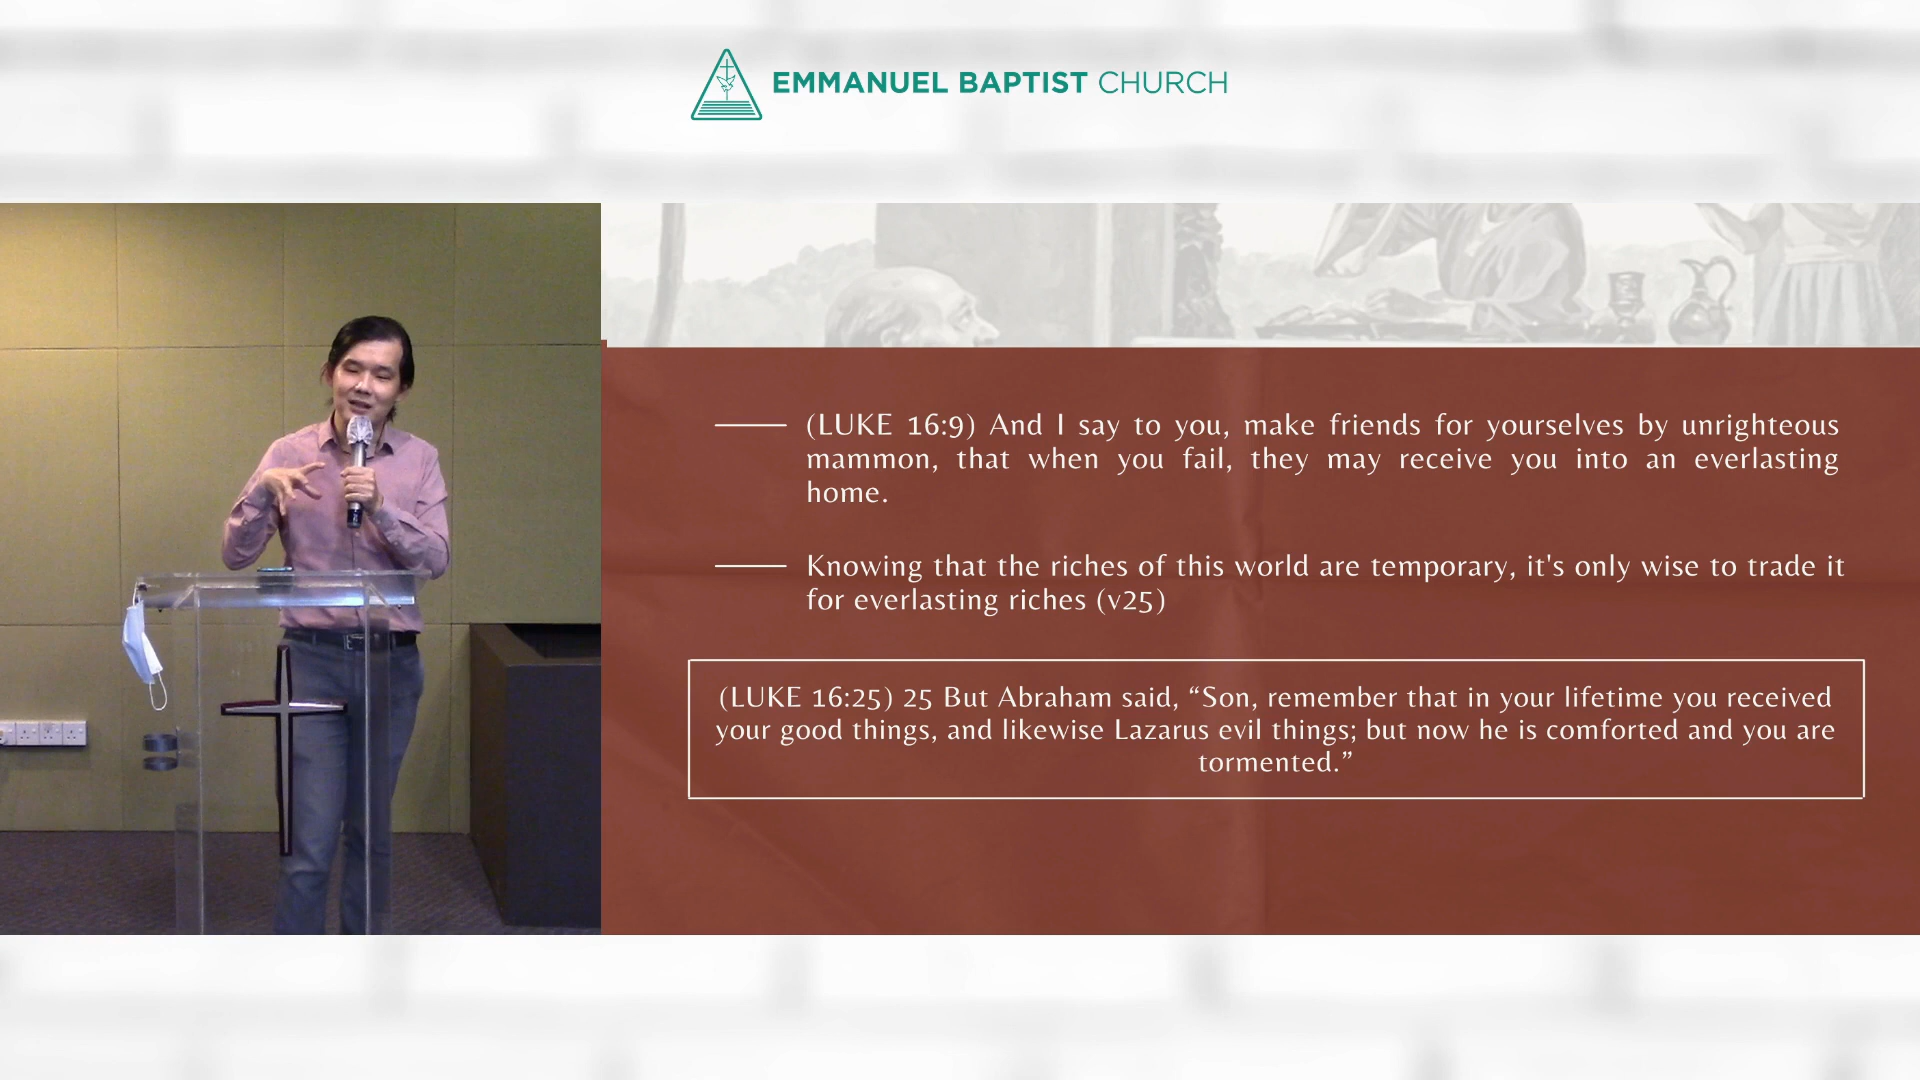 EMMANUEL BAPTIST CHURCH
(LUKE 16:9) And I say to you, make friends for yourselves by unrighteous
mammon, that when you fail, they may receive you into an everlasting
home.
Knowing that the riches of this world are temporary, it's only wise to trade it
for everlasting riches (v25)
(LUKE 16:25) 25 But Abraham said, “Son, remember that in your lifetime you received
your good things, and likewise Lazarus evil things; but now he is comforted and you are
tormented.”